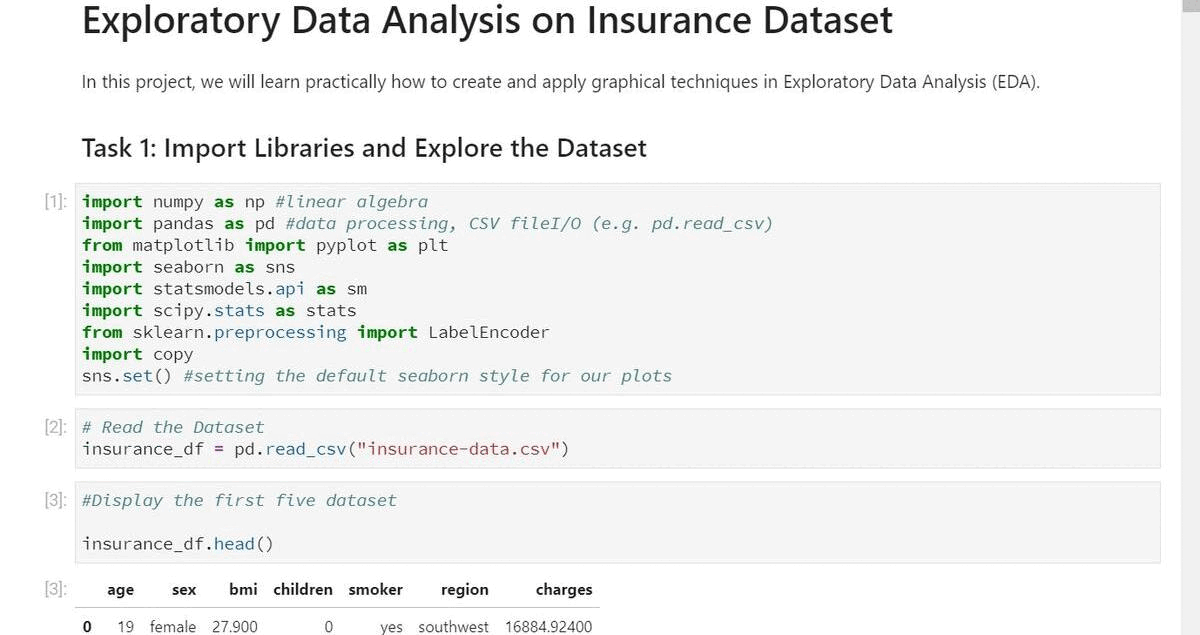 Exploratory Data Analysis on Insurance Dataset
In this project, we will learn practically how to create and apply graphical techniques in Exploratory Data Analysis (EDA).
Task 1: Import Libraries and Explore the Dataset
[1]: import numpy as np #linear algebra
import pandas as pd #data processing, CSV fileI/O (e.g. pd.read_csv)
from matplotlib import pyplot as plt
import seaborn as sns
import statsmodels.api as sm
import scipy.stats as stats
from sklearn.preprocessing import LabelEncoder
import copy
sns.set() #setting the default seaborn style for our plots
[2]: # Read the Dataset
insurance_df = pd.read_csv("insurance-data.csv")
[3]: #Display the first five dataset
insurance_df.head()
[3]: age sex bmi children smoker region charges
0 19 female 27.900 0 yes southwest 16884.92400